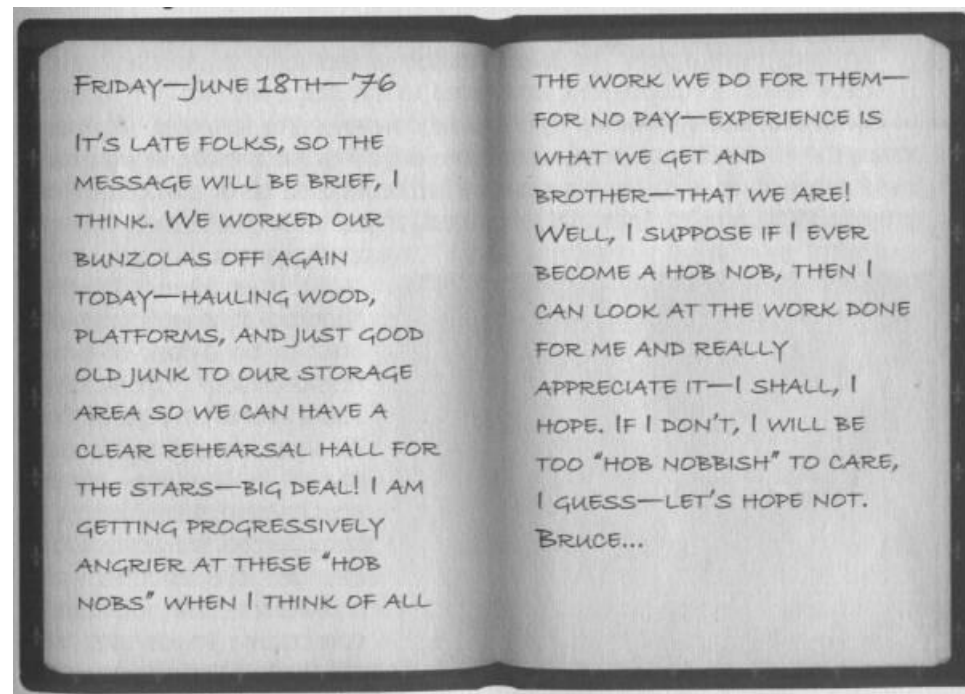 FRIDAY—JUNE 18TH—'76
IT'S LATE FOLKS, SO THE
MESSAGE WILL BE BRIEF, I
THINK. WE WORKED OUR
BUNZOLAS OFF AGAIN
TODAY—HAULING WOOD,
PLATFORMS, AND JUST GOOD
OLD JUNK TO OUR STORAGE
AREA SO WE CAN HAVE A
CLEAR REHEARSAL HALL FOR
THE STARS—BIG DEAL! I AM
GETTING PROGRESSIVELY
ANGRIER AT THESE "HOB
NOBS" WHEN I THINK OF ALL
THE WORK WE DO FOR THEM—
FOR NO PAY—EXPERIENCE IS
WHAT WE GET AND
BROTHER—THAT WE ARE!
WELL, I SUPPOSE IF I EVER
BECOME A HOB NOB, THEN I
CAN LOOK AT THE WORK DONE
FOR ME AND REALLY
APPRECIATE IT—I SHALL, I
HOPE. IF I DON'T, I WILL BE
TOO "HOB NOBBISH" TO CARE,
I GUESS—LET'S HOPE NOT.
BRUCE...